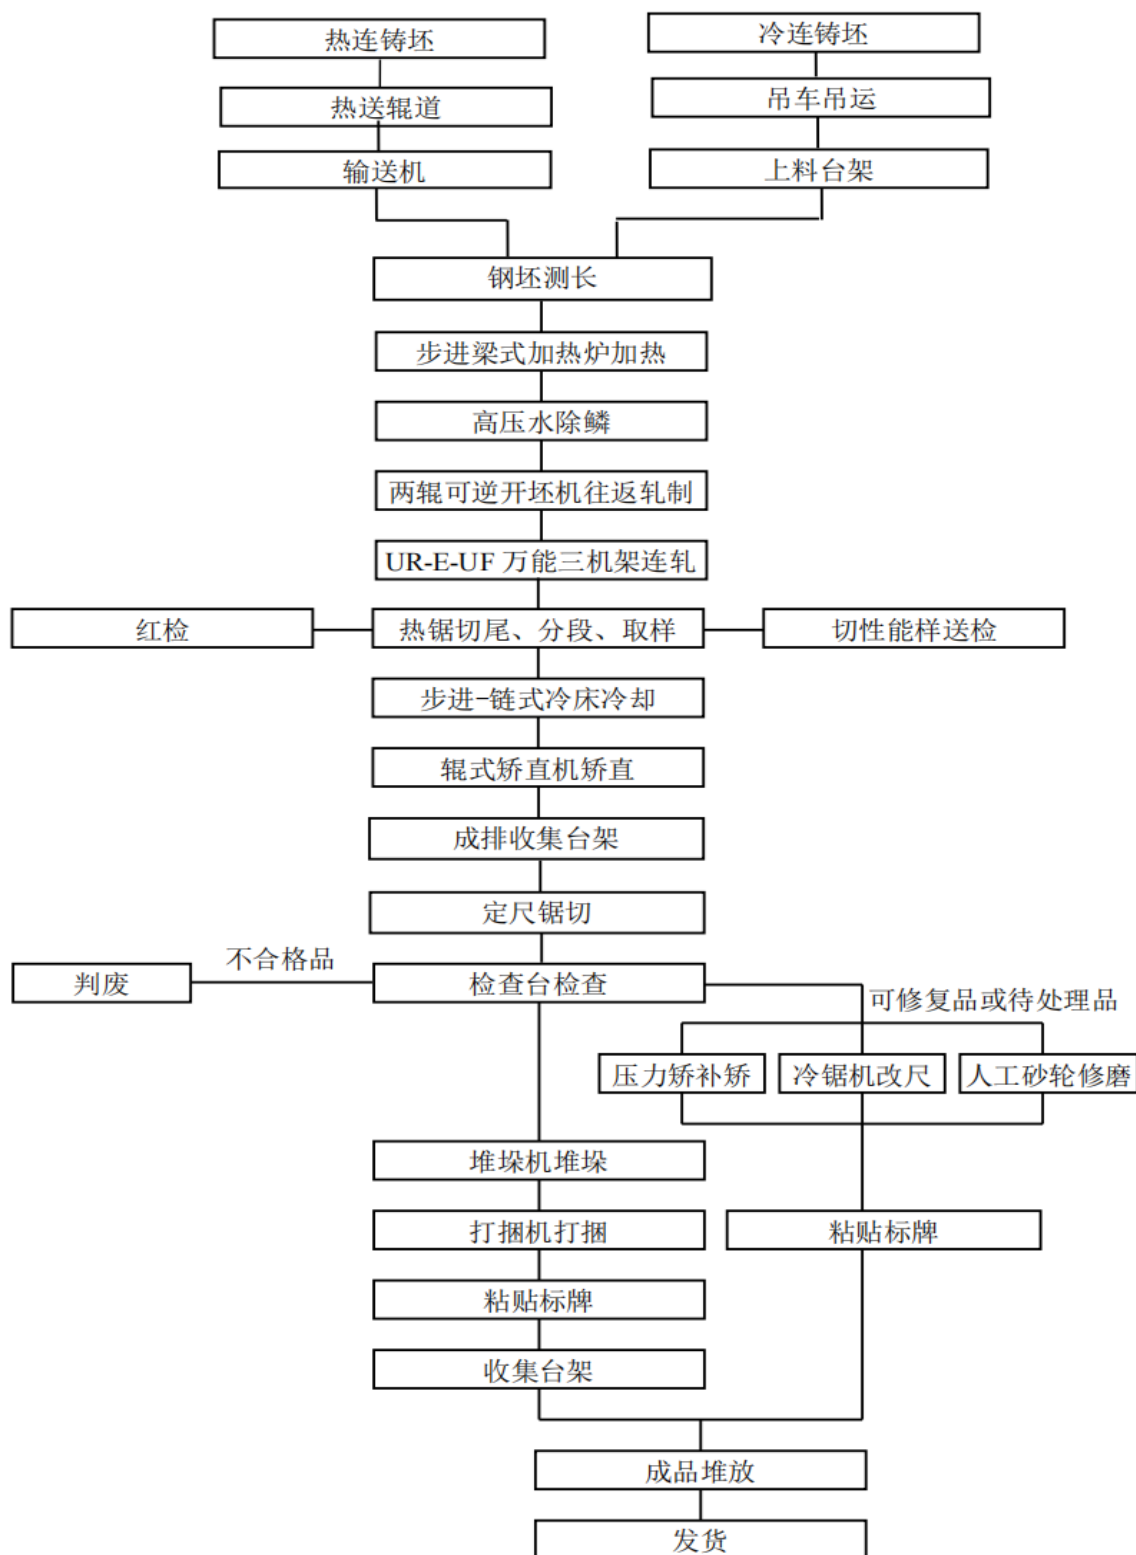 热连铸坯
冷连铸坯
热送辊道
吊车吊运
输送机
上料台架
钢坯测长
步进梁式加热炉加热
高压水除鳞
两辊可逆开坯机往返轧制
UR-E-UF 万能三机架连轧
红检
热锯切尾、分段、取样
切性能样送检
步进-链式冷床冷却
辊式矫直机矫直
成排收集台架
定尺锯切
不合格品
判废
检查台检查
可修复品或待处理品
压力矫补矫
冷锯机改尺
人工砂轮修磨
堆垛机堆垛
打捆机打捆
粘贴标牌
粘贴标牌
收集台架
成品堆放
发货